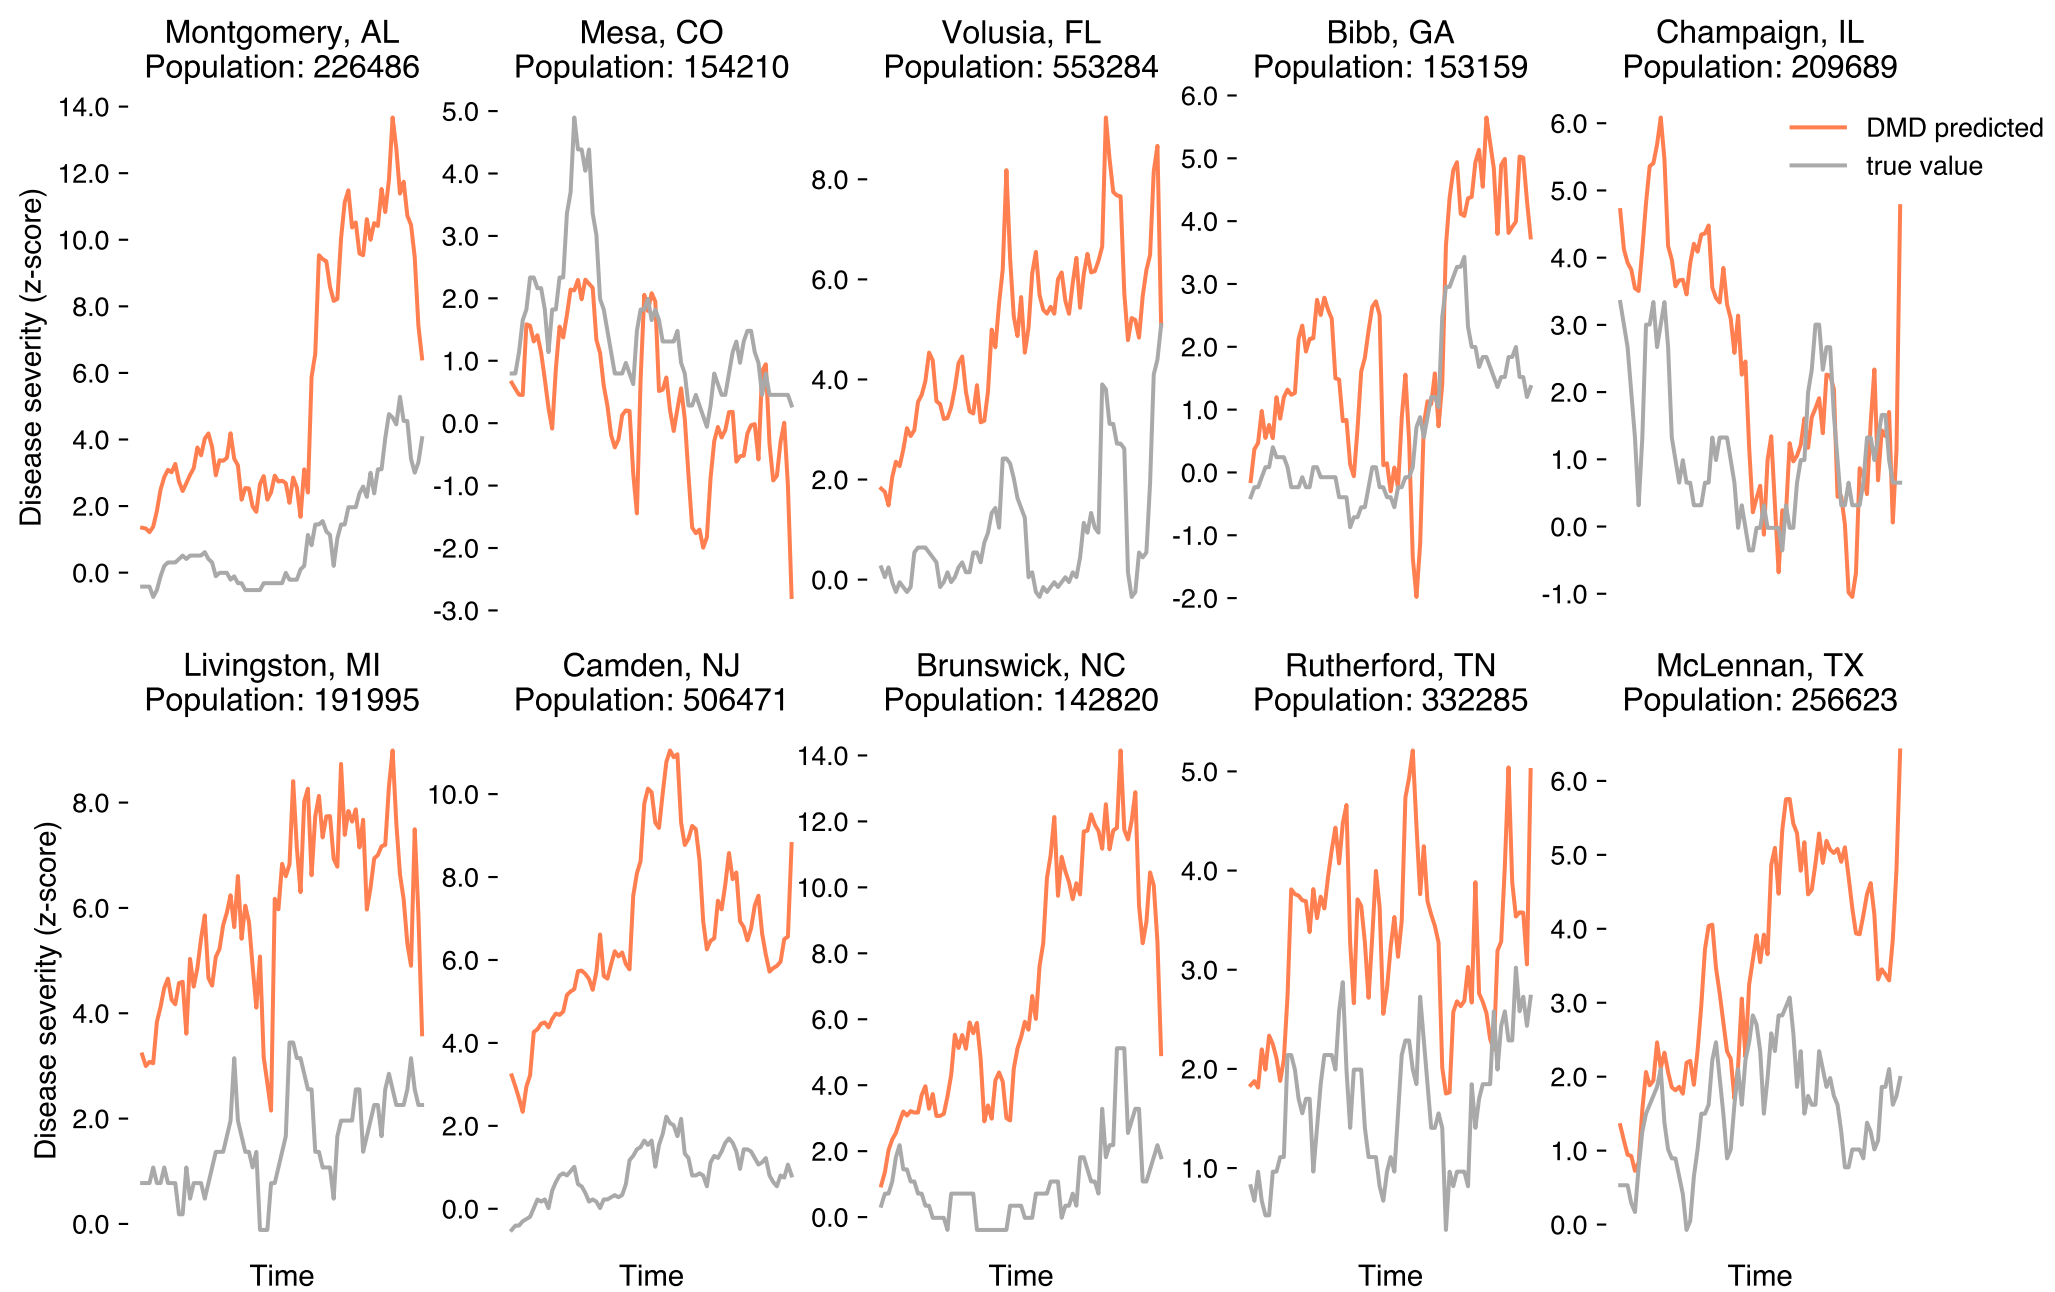 Montgomery, AL
Population: 226486
Mesa, CO
Population: 154210
Volusia, FL
Population: 553284
Bibb, GA
Population: 153159
Champaign, IL
Population: 209689
DMD predicted
true value
Disease severity (z-score)
14.0
12.0
10.0
8.0
6.0
4.0
2.0
0.0
5.0
4.0
3.0
2.0
1.0
0.0
-1.0
-2.0
-3.0
8.0
6.0
4.0
2.0
0.0
6.0
5.0
4.0
3.0
2.0
1.0
0.0
-1.0
-2.0
6.0
5.0
4.0
3.0
2.0
1.0
0.0
-1.0
Livingston, MI
Population: 191995
Camden, NJ
Population: 506471
Brunswick, NC
Population: 142820
Rutherford, TN
Population: 332285
McLennan, TX
Population: 256623
Disease severity (z-score)
8.0
6.0
4.0
2.0
0.0
10.0
8.0
6.0
4.0
2.0
0.0
14.0
12.0
10.0
8.0
6.0
4.0
2.0
0.0
5.0
4.0
3.0
2.0
1.0
6.0
5.0
4.0
3.0
2.0
1.0
0.0
Time
Time
Time
Time
Time